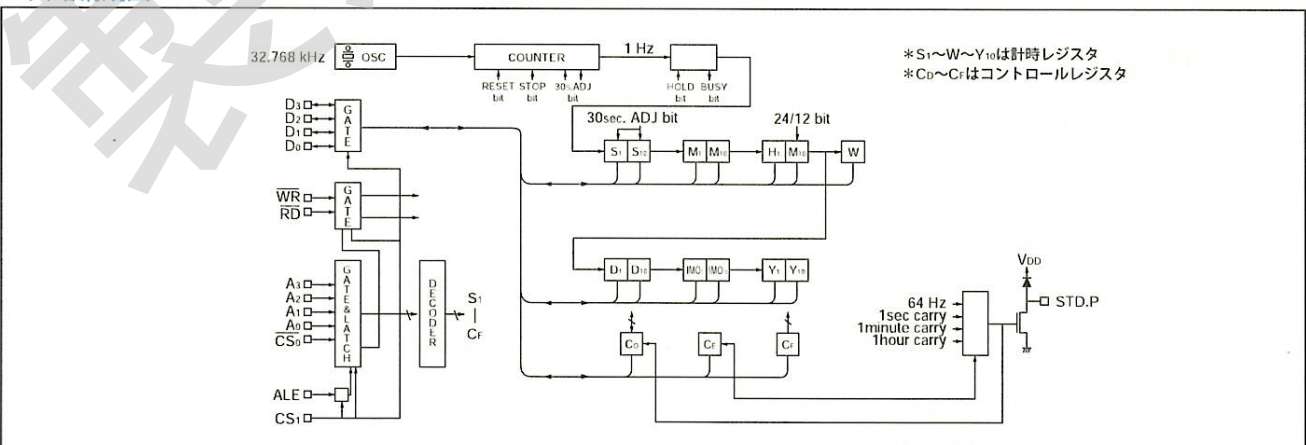 32.768 kHz
OSC
COUNTER
1 Hz
RESET bit
STOP bit
30s.ADJ bit
HOLD bit
BUSY bit
*S1〜W〜Y10は計時レジスタ
*CD〜CFはコントロールレジスタ
D3
D2
D1
D0
GATE
30sec. ADJ bit
24/12 bit
S1 S10
M1 M10
H1 M10
W
WR
RD
GATE
A3
A2
A1
A0
CS0
GATE&LATCH
DECODER
S1
|
CF
D1 D10
Y1 Y10
CD
CE
CF
64 Hz
1sec carry
1minute carry
1hour carry
VDD
STD.P
ALE
CS1